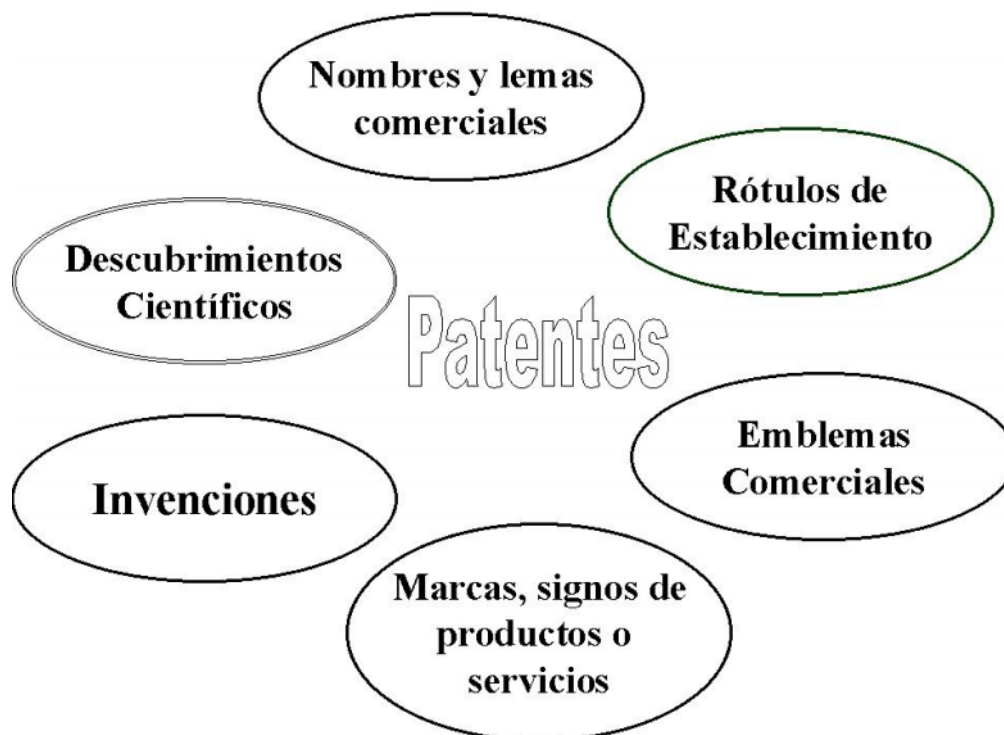 Nombres y lemas
comerciales
Rótulos de
Establecimiento
Descubrimientos
Científicos
Patentes
Emblemas
Comerciales
Invenciones
Marcas, signos de
productos o
servicios